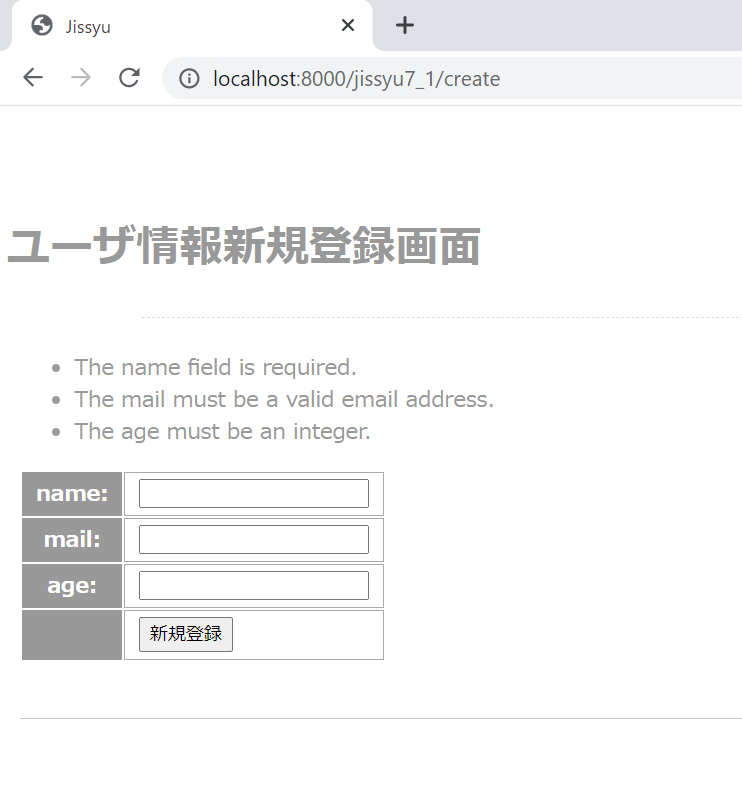 Jissyu
localhost:8000/jissyu7_1/create
ユーザ情報新規登録画面
The name field is required.
The mail must be a valid email address.
The age must be an integer.
name:
mail:
age:
新規登録